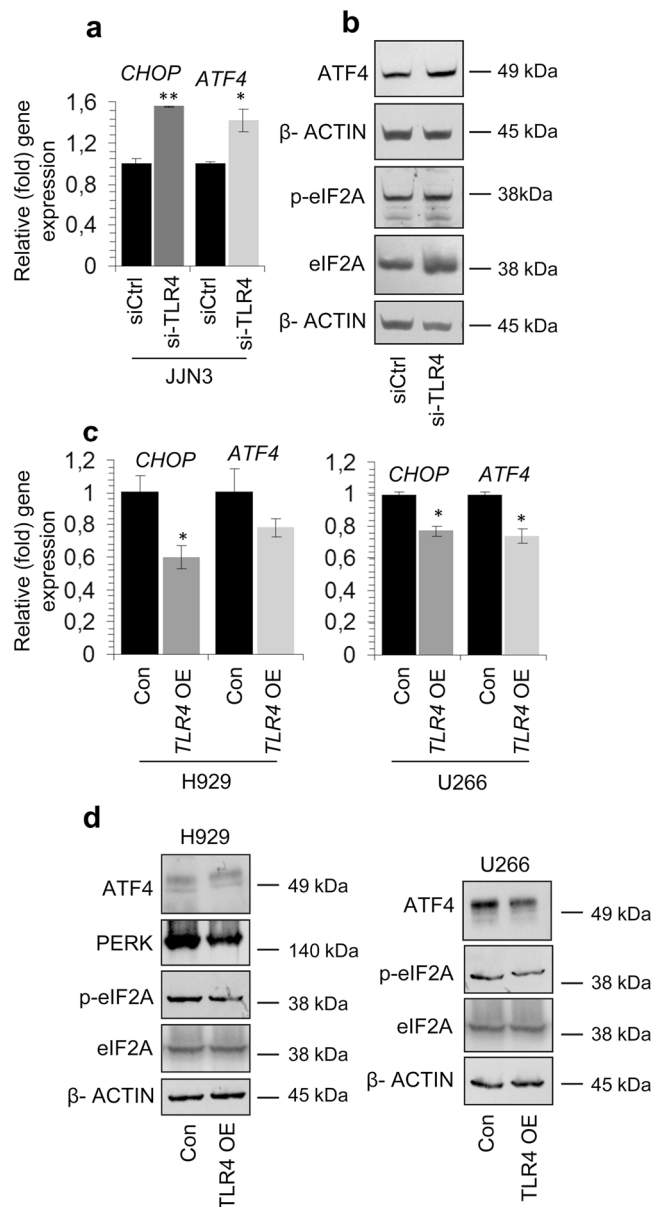 a
CHOP ATF4
** *
Relative (fold) gene
expression
1,6
1,2
0,8
0,4
0
siCtrl
si-TLR4
siCtrl
si-TLR4
JJN3
b
ATF4
49 kDa
β- ACTIN
45 kDa
p-eIF2A
38kDa
eIF2A
38 kDa
β- ACTIN
45 kDa
siCtrl
si-TLR4
c
Relative (fold) gene
expression
1,2
1
0,8
0,6
0,4
0,2
0
CHOP ATF4
*
Con
TLR4 OE
Con
TLR4 OE
H929
1,2
1
0,8
0,6
0,4
0,2
0
CHOP ATF4
* *
Con
TLR4 OE
Con
TLR4 OE
U266
d
H929
ATF4
49 kDa
PERK
140 kDa
p-eIF2A
38 kDa
eIF2A
38 kDa
β- ACTIN
45 kDa
Con
TLR4 OE
U266
ATF4
49 kDa
p-eIF2A
38 kDa
eIF2A
38 kDa
β- ACTIN
45 kDa
Con
TLR4 OE